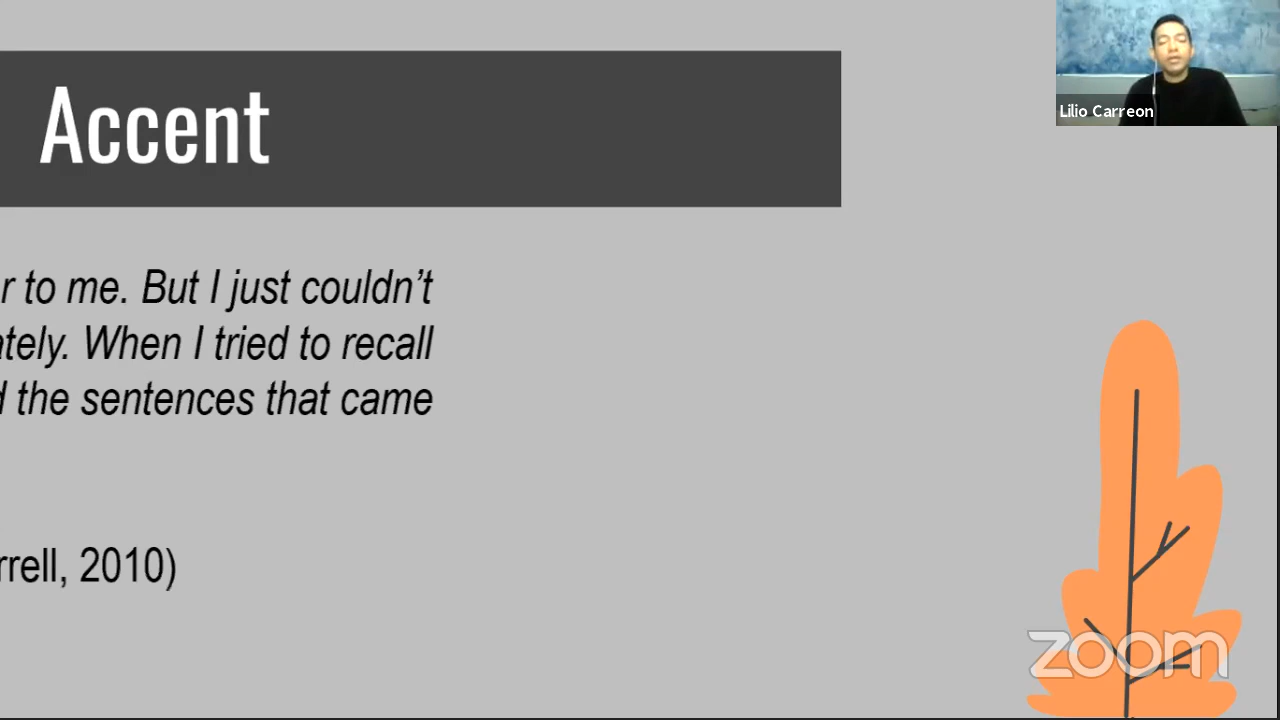 Accent
Lilio Carreon
r to me. But I just couldn't
ately. When I tried to recall
the sentences that came
rrell, 2010)
zoom